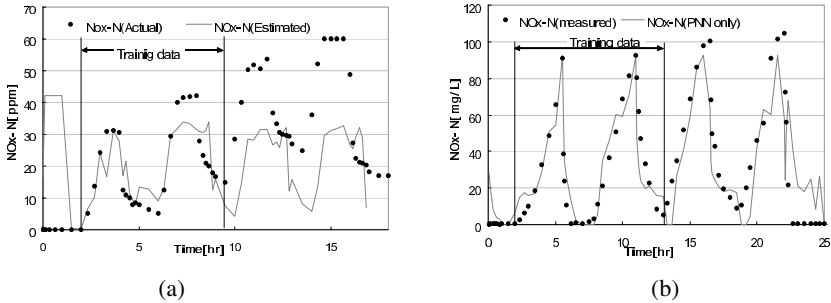 Nox-N(Actual) NOx-N(Estimated)
Trainig data
70
60
50
40
30
20
10
0
NOx-N[ppm]
0 5 10 15
Time[hr]
(a)
NOx-N(measured) NOx-N(PNN only)
Training data
120
100
80
60
40
20
0
NOx-N[mg/L]
0 5 10 15 20 25
Time[hr]
(b)